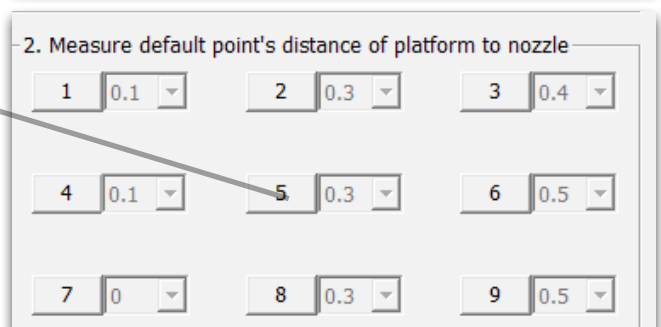 2. Measure default point's distance of platform to nozzle
1 0.1 2 0.3 3 0.4
4 0.1 5 0.3 6 0.5
7 0 8 0.3 9 0.5